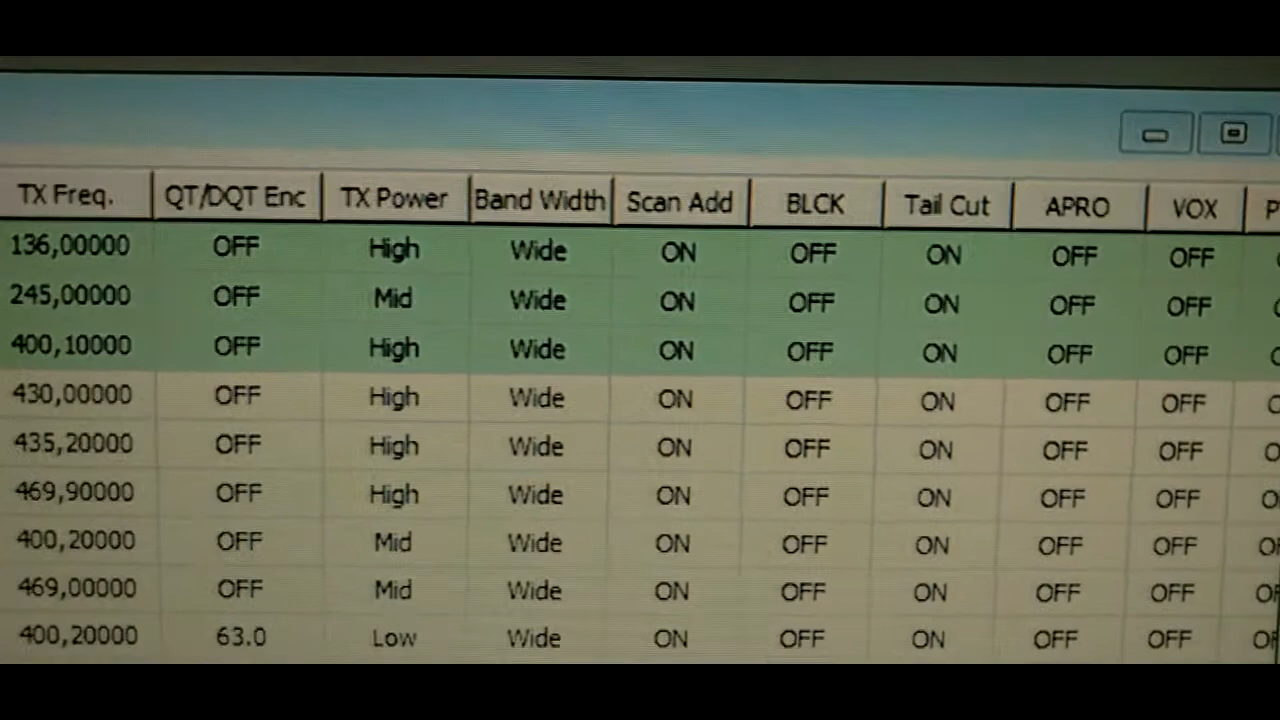 TX Freq. QT/DQT Enc TX Power Band Width Scan Add BLCK Tail Cut APRO VOX
136,00000 OFF High Wide ON OFF ON OFF OFF
245,00000 OFF Mid Wide ON OFF ON OFF OFF
400,10000 OFF High Wide ON OFF ON OFF OFF
430,00000 OFF High Wide ON OFF ON OFF OFF
435,20000 OFF High Wide ON OFF ON OFF OFF
469,90000 OFF High Wide ON OFF ON OFF OFF
400,20000 OFF Mid Wide ON OFF ON OFF OFF
469,00000 OFF Mid Wide ON OFF ON OFF OFF
400,20000 63.0 Low Wide ON OFF ON OFF OFF